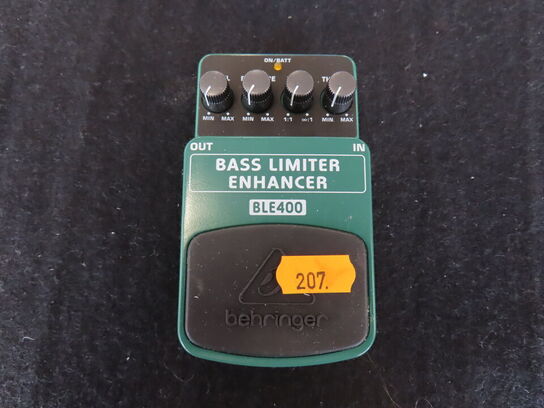 ON/BATT
MIN MAX MIN MAX 1:1 ∞:1 MIN MAX
OUT IN
BASS LIMITER
ENHANCER
BLE400
207.
behringer